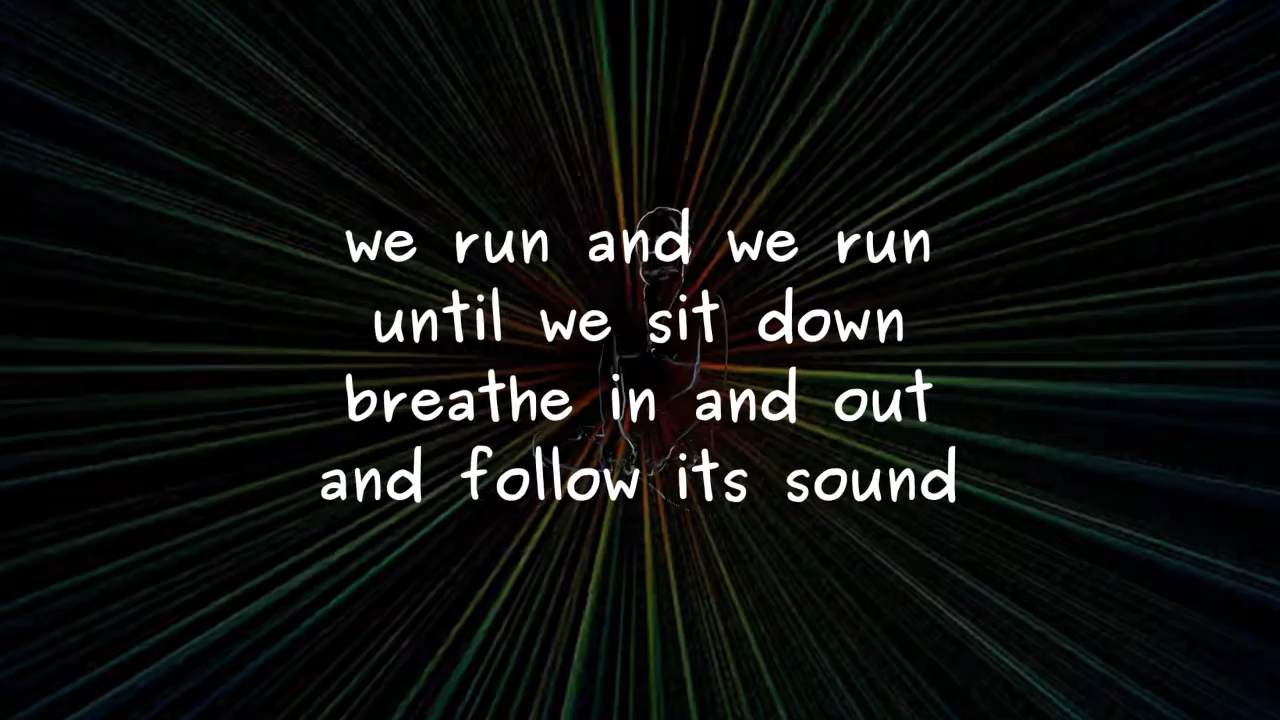 we run and we run
until we sit down
breathe in and out
and follow its sound